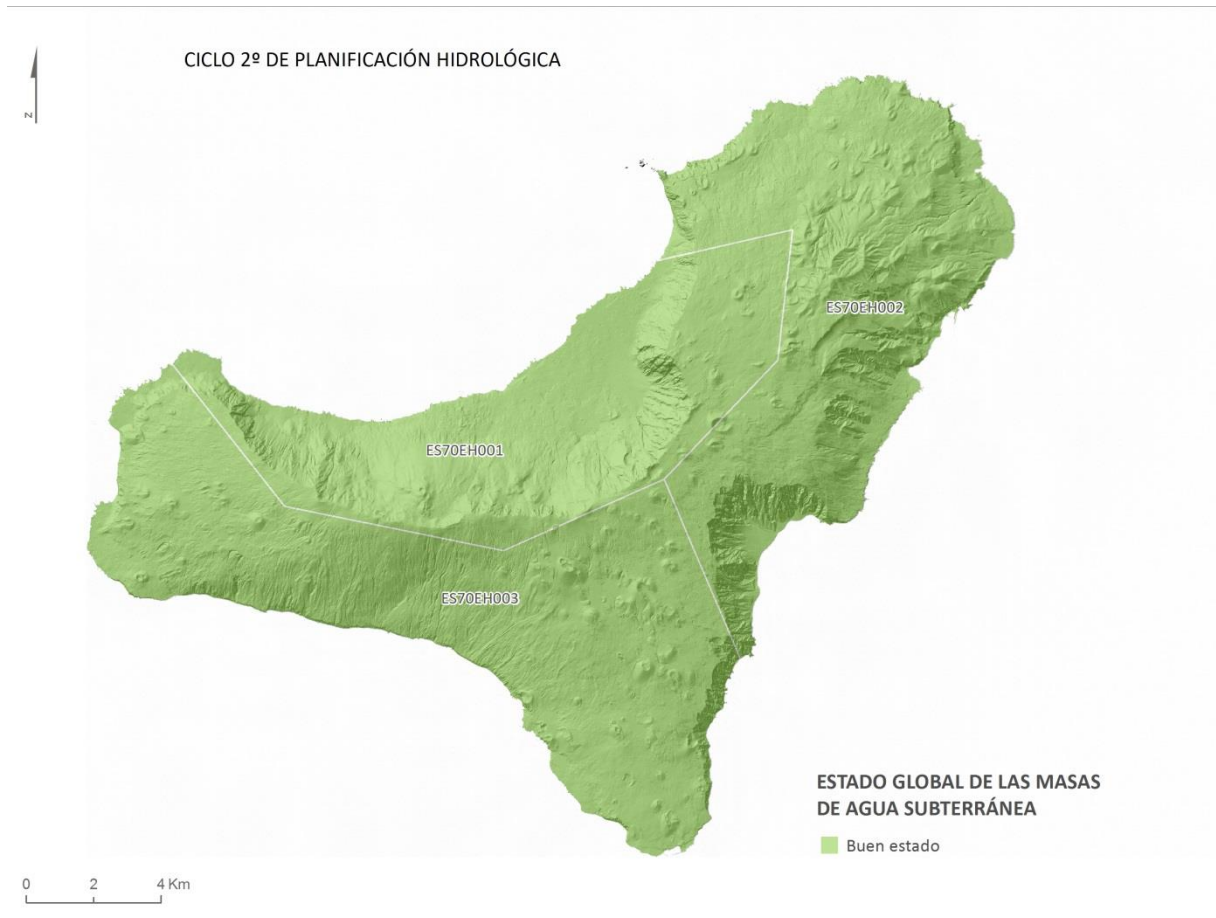 CICLO 2º DE PLANIFICACIÓN HIDROLÓGICA
z
ES70EH002
ES70EH001
ES70EH003
ESTADO GLOBAL DE LAS MASAS
DE AGUA SUBTERRÁNEA
Buen estado
0 2 4 Km